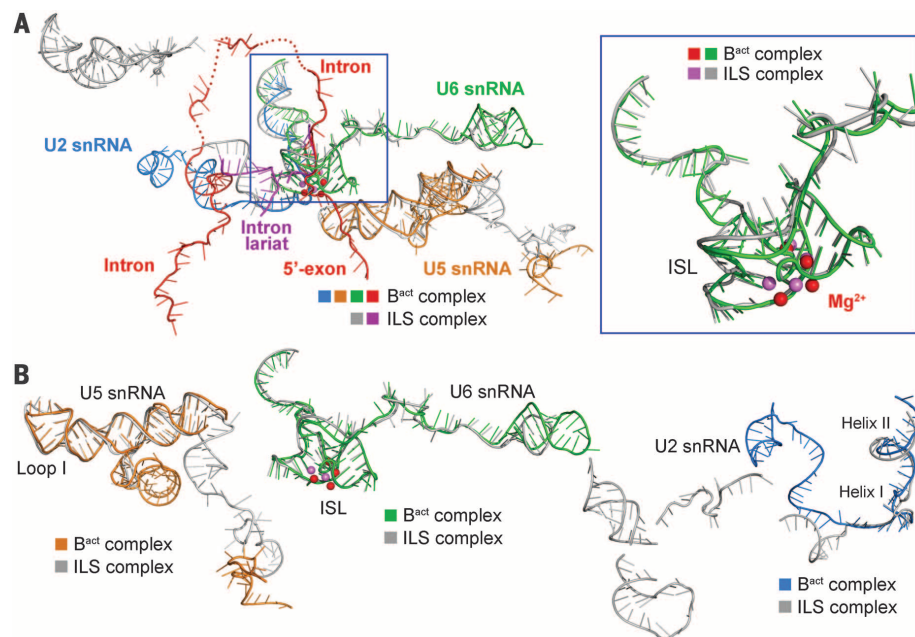 A
Intron
U6 snRNA
U2 snRNA
Intron
lariat
Intron
5'-exon
U5 snRNA
Bᵃᶜᵗ complex
ILS complex
Bᵃᶜᵗ complex
ILS complex
ISL
Mg²⁺
B
U5 snRNA
Loop I
Bᵃᶜᵗ complex
ILS complex
U6 snRNA
ISL
Bᵃᶜᵗ complex
ILS complex
U2 snRNA
Helix II
Helix I
Bᵃᶜᵗ complex
ILS complex